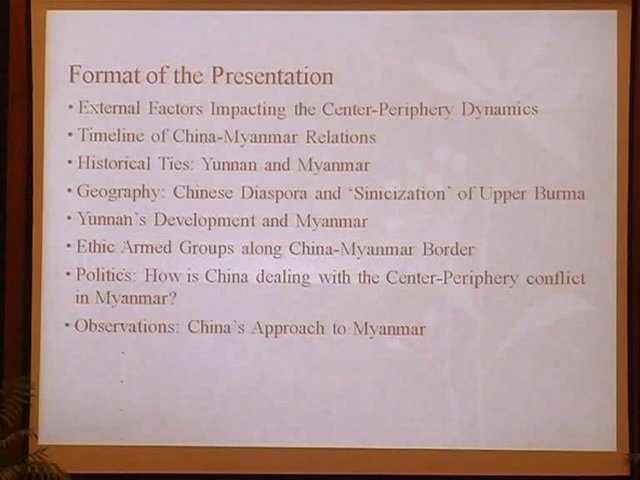 Format of the Presentation
• External Factors Impacting the Center-Periphery Dynamics
• Timeline of China-Myanmar Relations
• Historical Ties: Yunnan and Myanmar
• Geography: Chinese Diaspora and ‘Sinicization’ of Upper Burma
• Yunnan’s Development and Myanmar
• Ethic Armed Groups along China-Myanmar Border
• Politics: How is China dealing with the Center-Periphery conflict
in Myanmar?
• Observations: China’s Approach to Myanmar